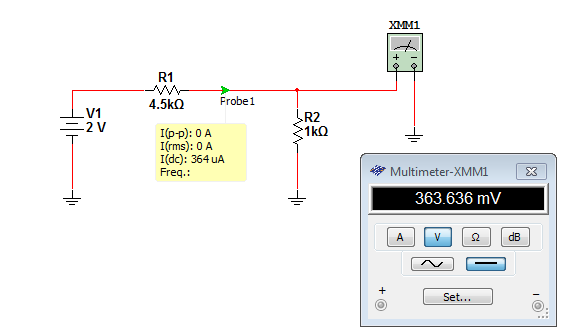 XMM1
R1
4.5kΩ
Probe1
V1
2 V
R2
1kΩ
I(p-p): 0 A
I(rms): 0 A
I(dc): 364 uA
Freq.:
Multimeter-XMM1
363.636 mV
A V Ω dB
Set...
+ -